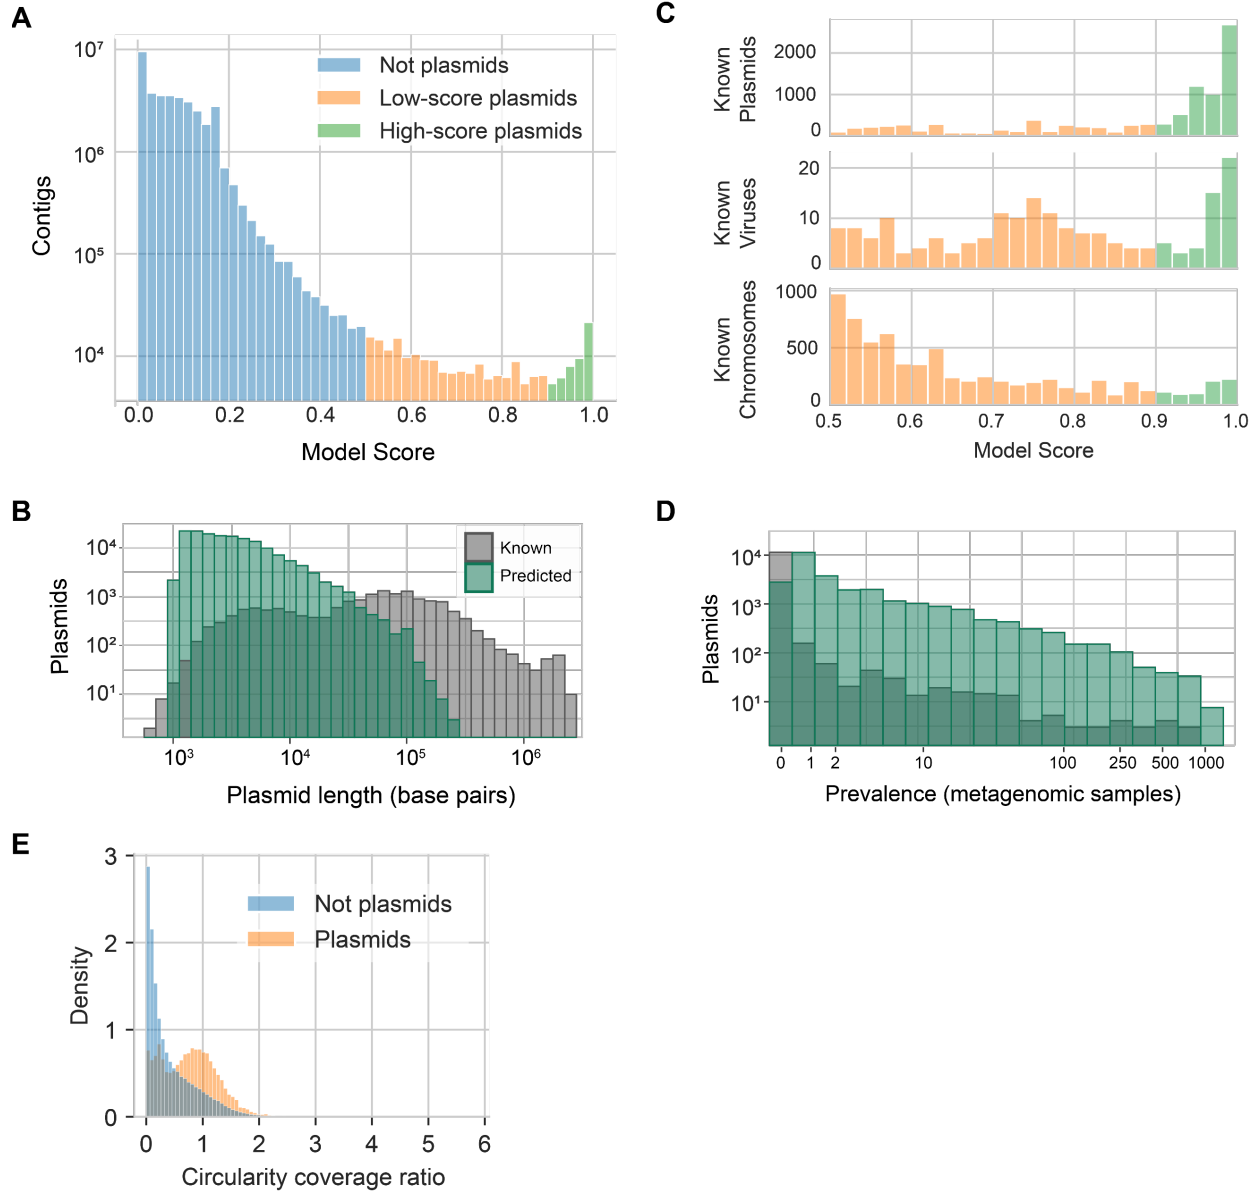 A
10⁷
10⁶
10⁵
10⁴
Contigs
Not plasmids
Low-score plasmids
High-score plasmids
0.0 0.2 0.4 0.6 0.8 1.0
Model Score
C
Known
Plasmids
2000
1000
0
Known
Viruses
20
10
0
Known
Chromosomes
1000
500
0
0.5 0.6 0.7 0.8 0.9 1.0
Model Score
B
Plasmids
10⁴
10³
10²
10¹
Known
Predicted
10³ 10⁴ 10⁵ 10⁶
Plasmid length (base pairs)
D
Plasmids
10⁴
10³
10²
10¹
0 1 2 10 100 250 500 1000
Prevalence (metagenomic samples)
E
Density
3
2
1
0
Not plasmids
Plasmids
0 1 2 3 4 5 6
Circularity coverage ratio